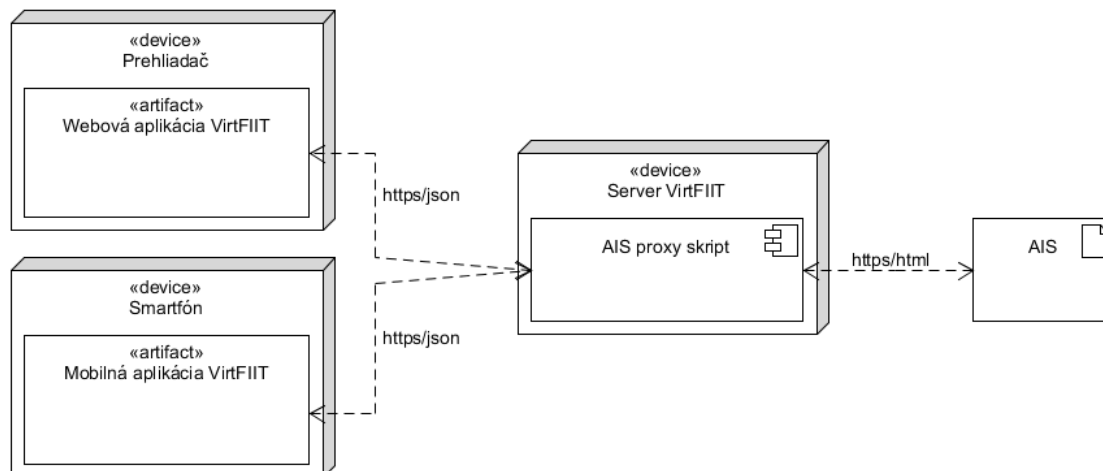 «device»
Prehliadač
«artifact»
Webová aplikácia VirtFIIT
https/json
«device»
Server VirtFIIT
AIS proxy skript
https/html
AIS
«device»
Smartfón
«artifact»
Mobilná aplikácia VirtFIIT
https/json